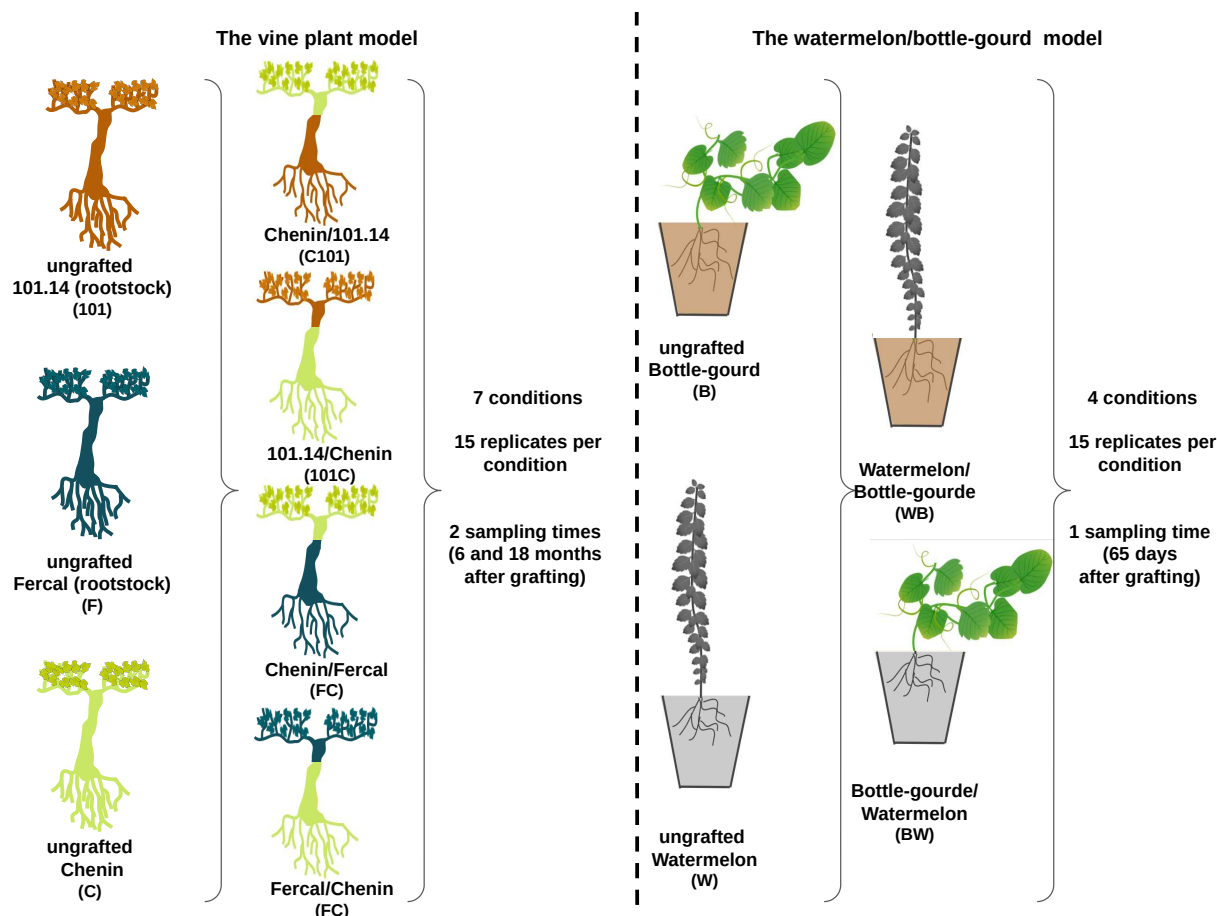 The vine plant model
ungrafted
101.14 (rootstock)
(101)
ungrafted
Fercal (rootstock)
(F)
ungrafted
Chenin
(C)
Chenin/101.14
(C101)
101.14/Chenin
(101C)
Chenin/Fercal
(FC)
Fercal/Chenin
(FC)
7 conditions
15 replicates per
condition
2 sampling times
(6 and 18 months
after grafting)
The watermelon/bottle-gourd model
ungrafted
Bottle-gourd
(B)
ungrafted
Watermelon
(W)
Watermelon/
Bottle-gourde
(WB)
Bottle-gourde/
Watermelon
(BW)
4 conditions
15 replicates per
condition
1 sampling time
(65 days
after grafting)